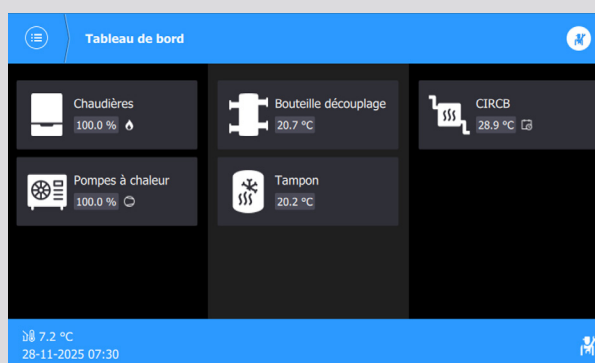 Tableau de bord
Chaudières
100.0 %
Bouteille découplage
20.7 °C
CIRCB
28.9 °C
Pompes à chaleur
100.0 %
Tampon
20.2 °C
7.2 °C
28-11-2025 07:30